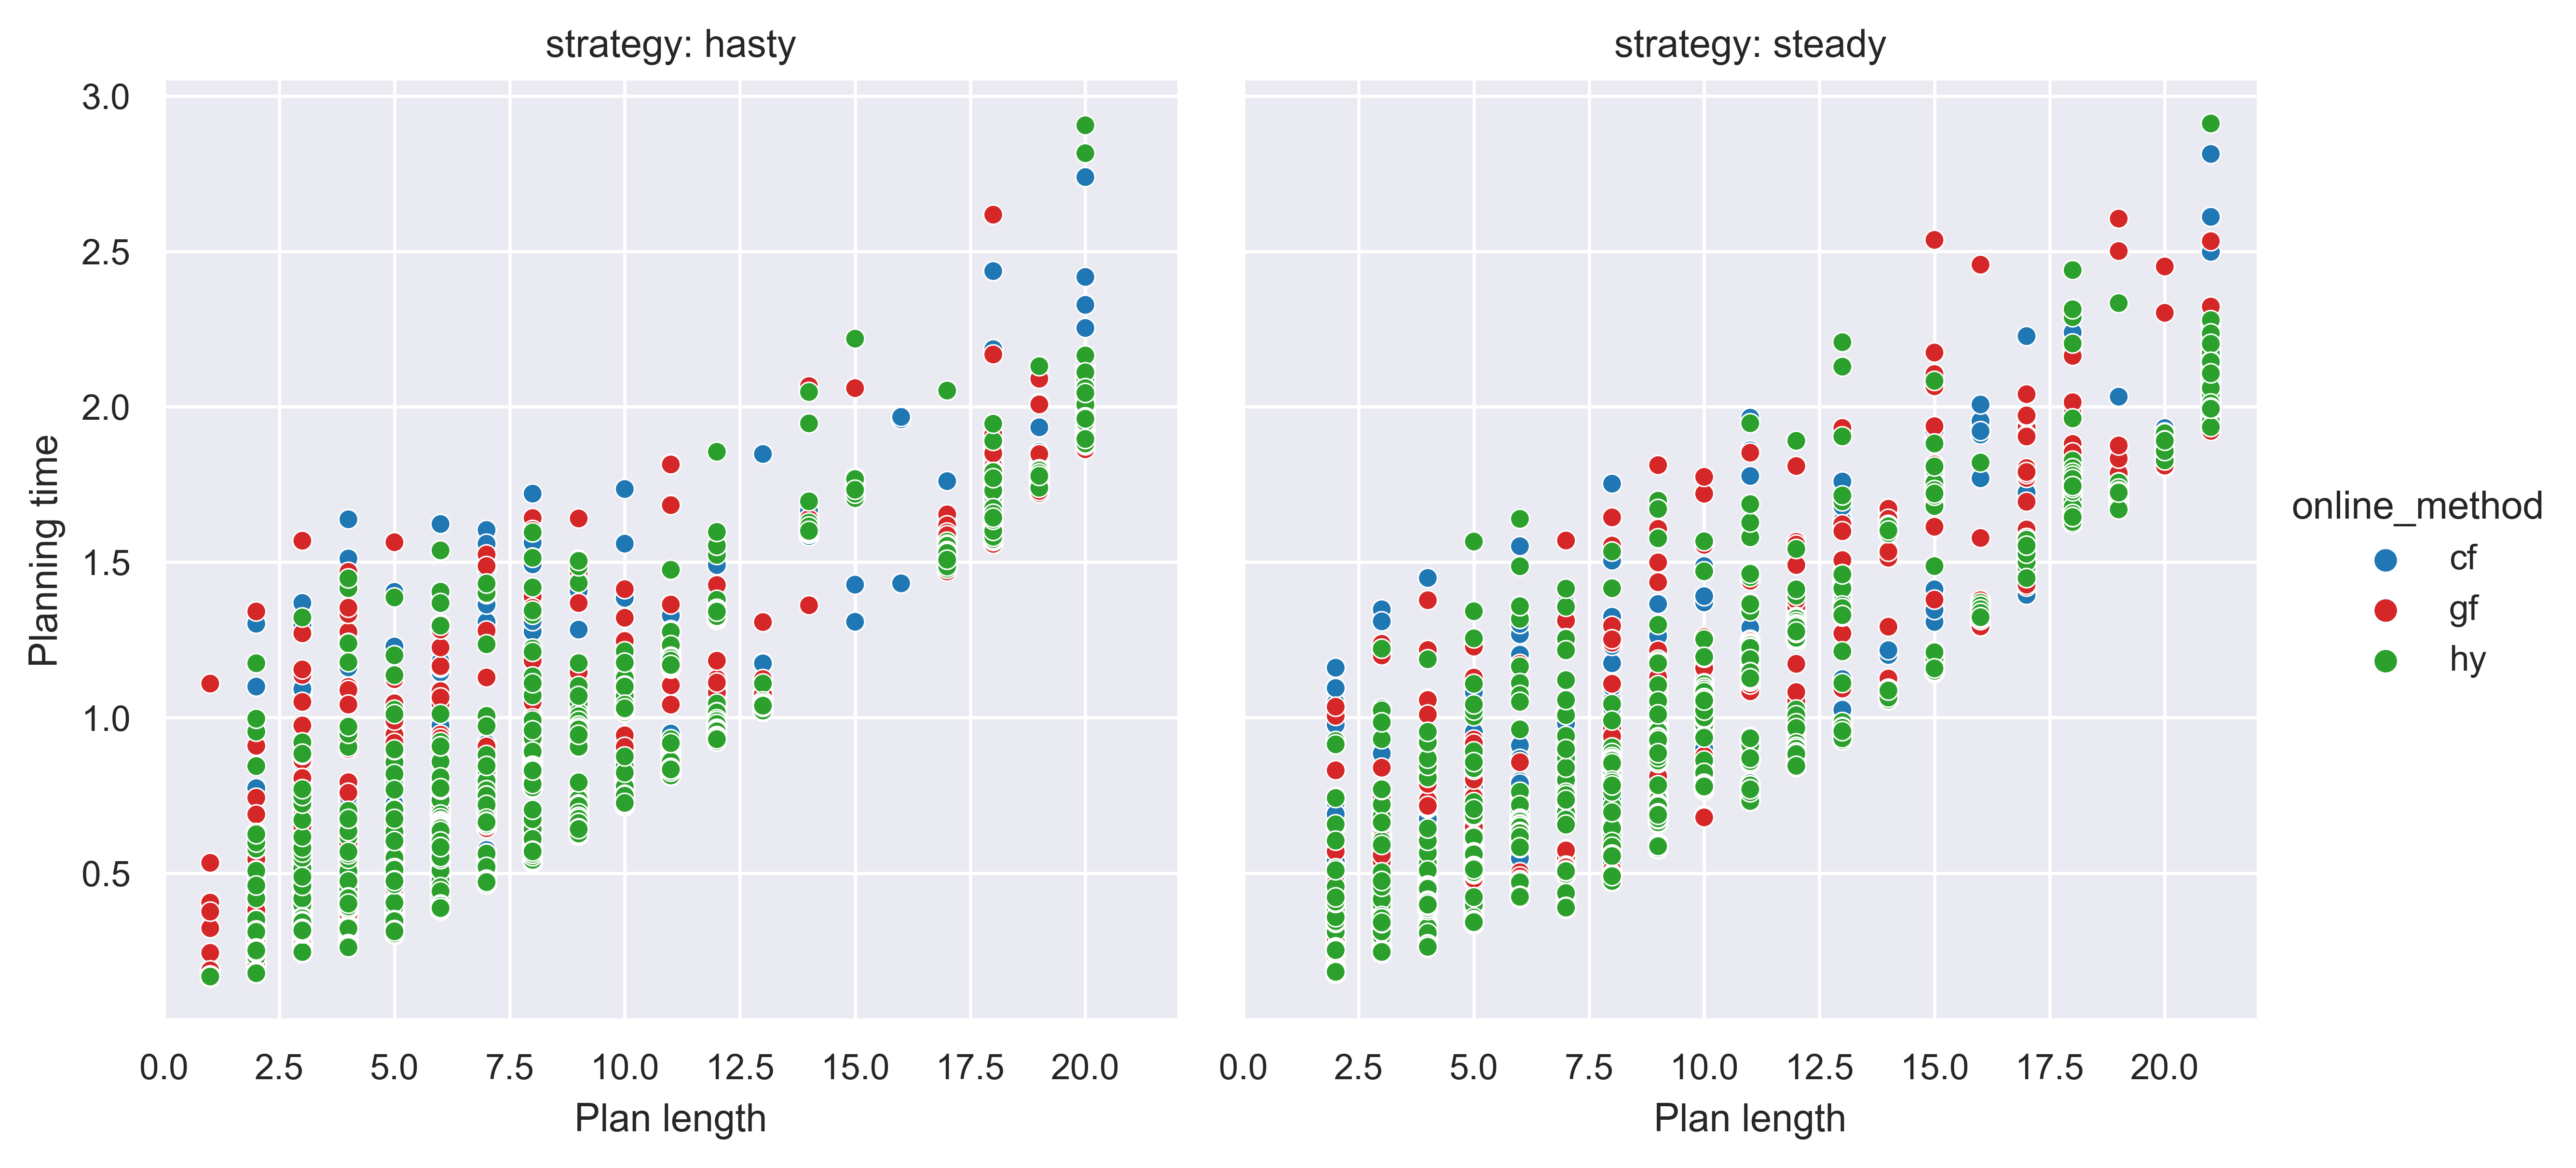 strategy: hasty
strategy: steady
3.0
2.5
2.0
1.5
1.0
0.5
Planning time
0.0 2.5 5.0 7.5 10.0 12.5 15.0 17.5 20.0
0.0 2.5 5.0 7.5 10.0 12.5 15.0 17.5 20.0
Plan length
Plan length
online_method
cf
gf
hy